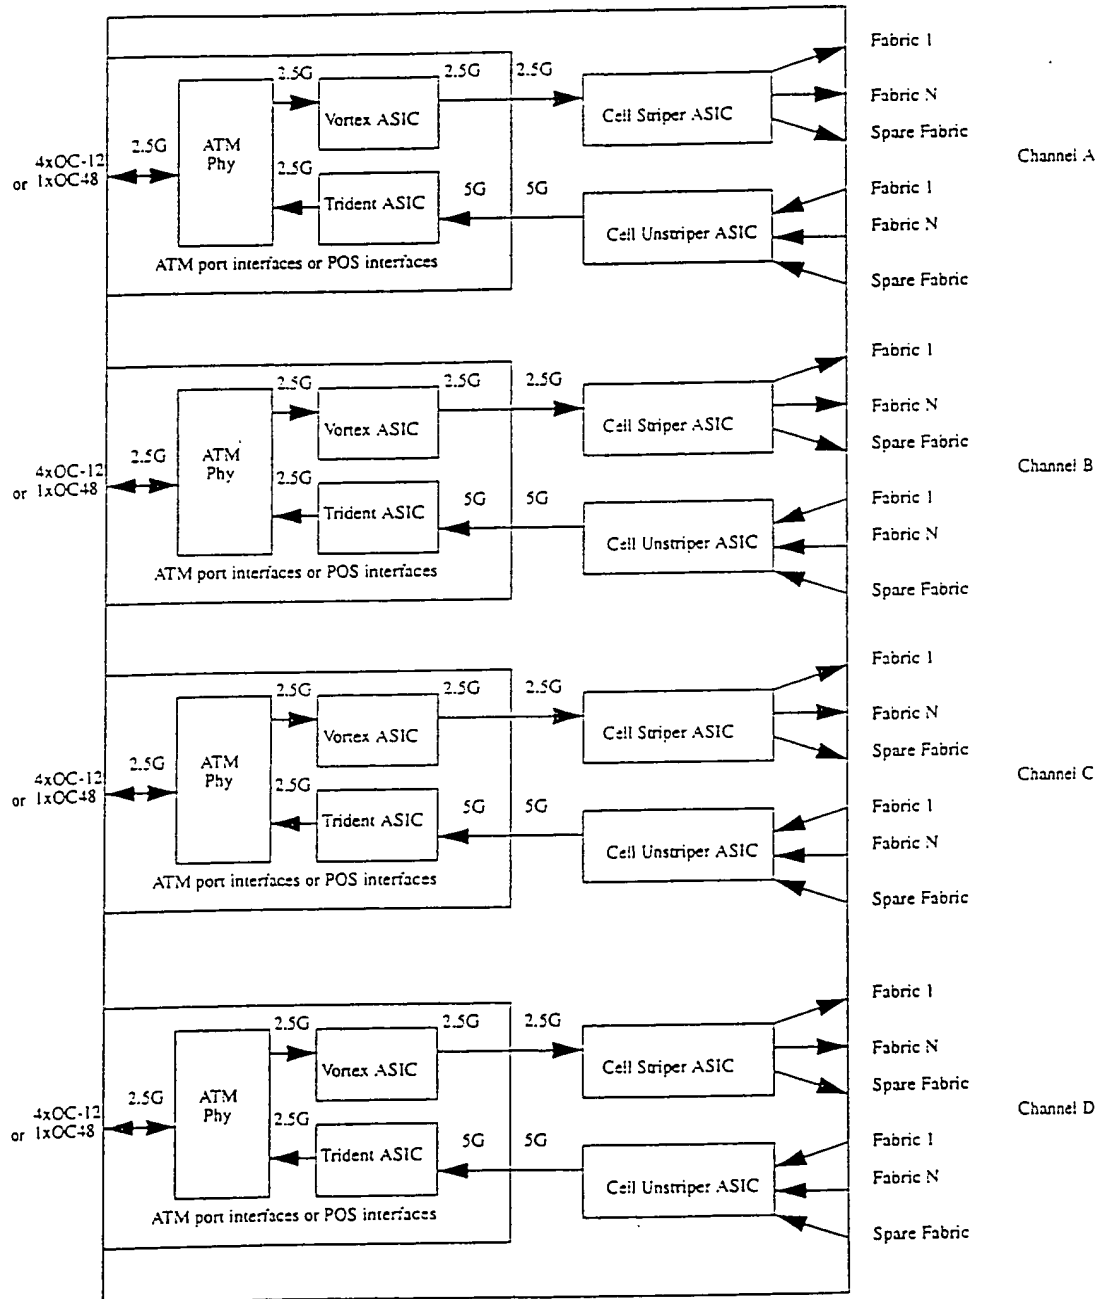 Fabric 1
2.5G 2.5G 2.5G
Vortex ASIC
Cell Striper ASIC
Fabric N
Spare Fabric
ATM
Phy
2.5G
4xOC-12
or 1xOC48
Channel A
2.5G
Trident ASIC
5G 5G
Cell Unstriper ASIC
Fabric 1
Fabric N
Spare Fabric
ATM port interfaces or POS interfaces
Fabric 1
2.5G 2.5G 2.5G
Vortex ASIC
Cell Striper ASIC
Fabric N
Spare Fabric
ATM
Phy
2.5G
4xOC-12
or 1xOC48
Channel B
2.5G
Trident ASIC
5G 5G
Cell Unstriper ASIC
Fabric 1
Fabric N
Spare Fabric
ATM port interfaces or POS interfaces
Fabric 1
2.5G 2.5G 2.5G
Vortex ASIC
Cell Striper ASIC
Fabric N
Spare Fabric
ATM
Phy
2.5G
4xOC-12
or 1xOC48
Channel C
2.5G
Trident ASIC
5G 5G
Cell Unstriper ASIC
Fabric 1
Fabric N
Spare Fabric
ATM port interfaces or POS interfaces
Fabric 1
2.5G 2.5G 2.5G
Vortex ASIC
Cell Striper ASIC
Fabric N
Spare Fabric
ATM
Phy
2.5G
4xOC-12
or 1xOC48
Channel D
2.5G
Trident ASIC
5G 5G
Cell Unstriper ASIC
Fabric 1
Fabric N
Spare Fabric
ATM port interfaces or POS interfaces